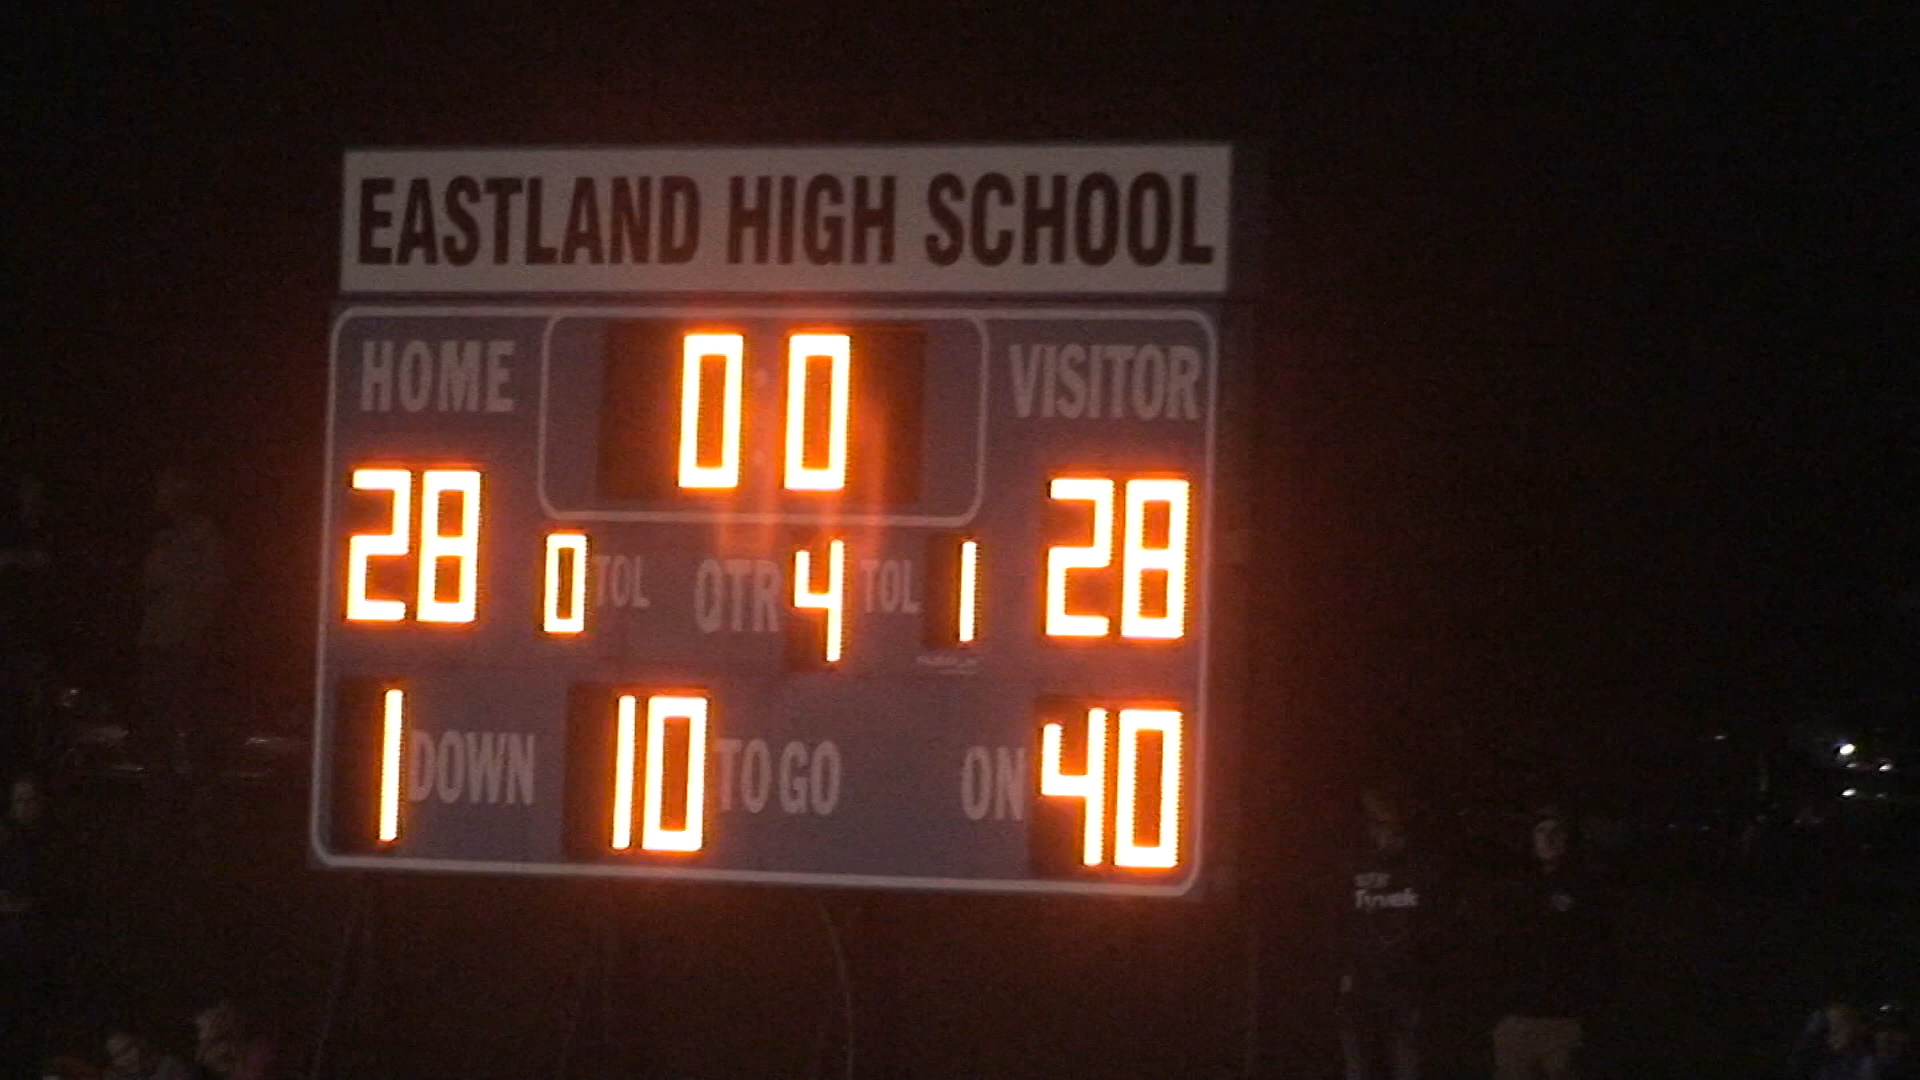 EASTLAND HIGH SCHOOL
HOME 00 VISITOR
28 0 TOL QTR 4 TOL 1 28
1 DOWN 10 TO GO ON 40
Tyvek